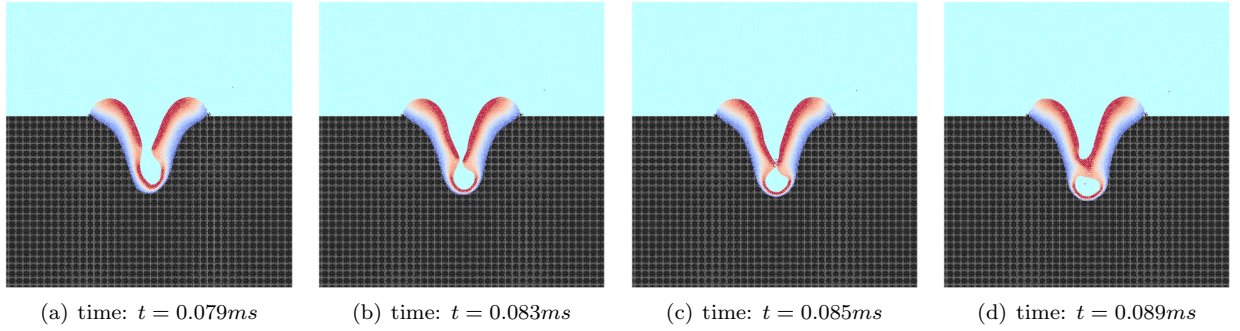 (a) time: t = 0.079ms
(b) time: t = 0.083ms
(c) time: t = 0.085ms
(d) time: t = 0.089ms